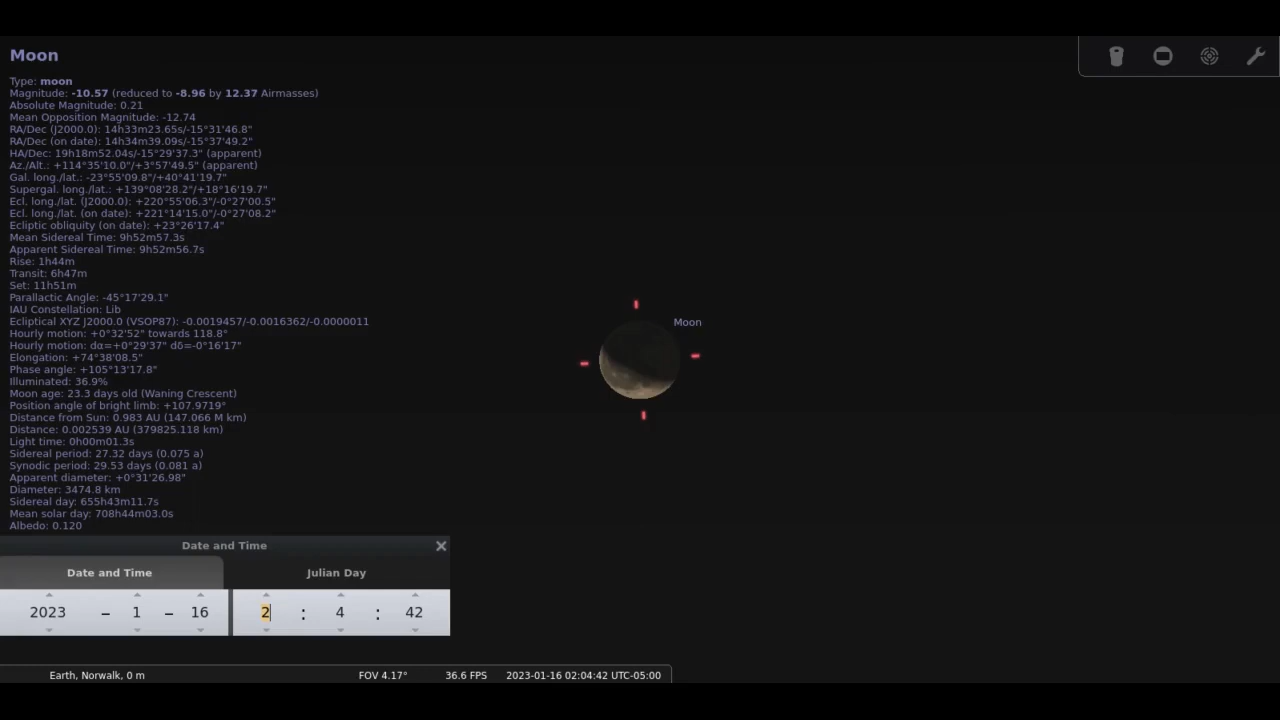 Moon
Type: moon
Magnitude: -10.57 (reduced to -8.96 by 12.37 Airmasses)
Absolute Magnitude: 0.21
Mean Opposition Magnitude: -12.74
RA/Dec (J2000.0): 14h33m23.65s/-15°31'46.8"
RA/Dec (on date): 14h34m39.09s/-15°37'49.2"
HA/Dec: 19h18m52.04s/-15°29'37.3" (apparent)
Az./Alt.: +114°35'10.0"/+3°57'49.5" (apparent)
Gal. long./lat.: -23°55'09.8"/+40°41'19.7"
Supergal. long./lat.: +139°08'28.2"/+18°16'19.7"
Ecl. long./lat. (J2000.0): +220°55'06.3"/-0°27'00.5"
Ecl. long./lat. (on date): +221°14'15.0"/-0°27'08.2"
Ecliptic obliquity (on date): +23°26'17.4"
Mean Sidereal Time: 9h52m57.3s
Apparent Sidereal Time: 9h52m56.7s
Rise: 1h44m
Transit: 6h47m
Set: 11h51m
Parallactic Angle: -45°17'29.1"
IAU Constellation: Lib
Ecliptical XYZ J2000.0 (VSOP87): -0.0019457/-0.0016362/-0.0000011
Hourly motion: +0°32'52" towards 118.8°
Hourly motion: dα=+0°29'37" dδ=-0°16'17"
Elongation: +74°38'08.5"
Phase angle: +105°13'17.8"
Illuminated: 36.9%
Moon age: 23.3 days old (Waning Crescent)
Position angle of bright limb: +107.9719°
Distance from Sun: 0.983 AU (147.066 M km)
Distance: 0.002539 AU (379825.118 km)
Light time: 0h00m01.3s
Sidereal period: 27.32 days (0.075 a)
Synodic period: 29.53 days (0.081 a)
Apparent diameter: +0°31'26.98"
Diameter: 3474.8 km
Sidereal day: 655h43m11.7s
Mean solar day: 708h44m03.0s
Albedo: 0.120
Moon
Date and Time
Date and Time Julian Day
2023 – 1 – 16 2 : 4 : 42
Earth, Norwalk, 0 m FOV 4.17° 36.6 FPS 2023-01-16 02:04:42 UTC-05:00